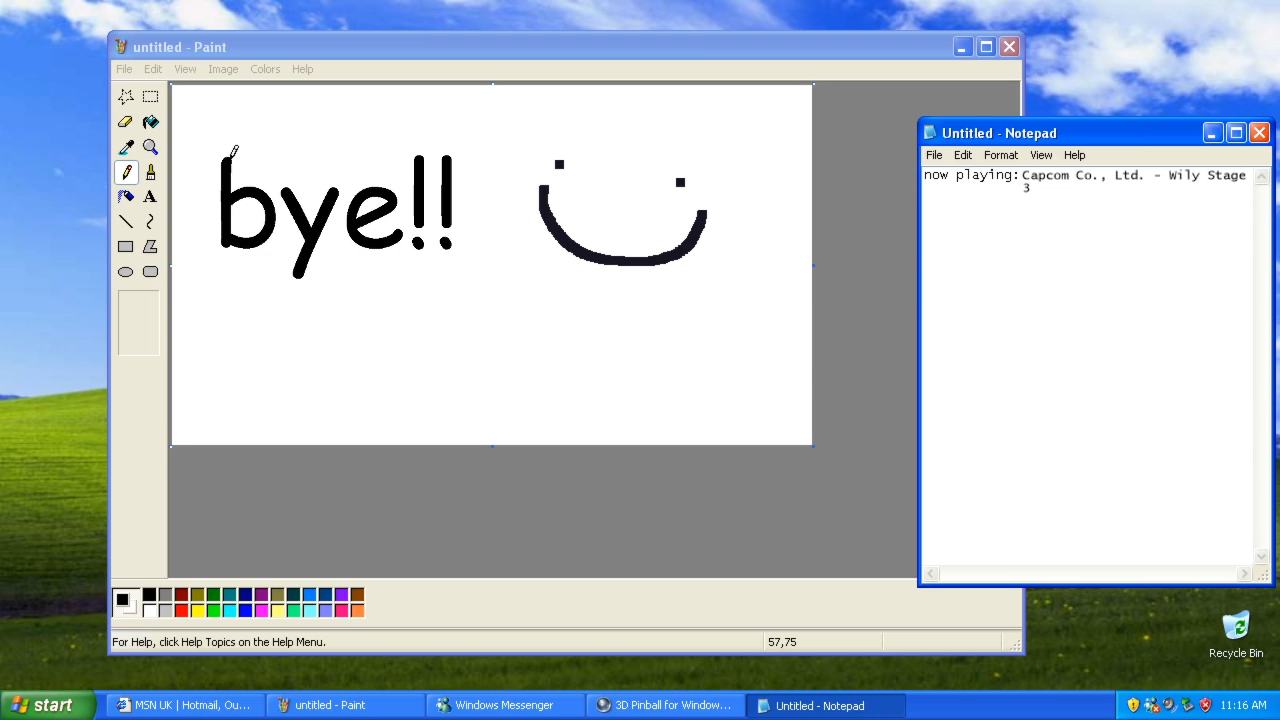 untitled - Paint
File Edit View Image Colors Help
bye!!
Untitled - Notepad
File Edit Format View Help
now playing: Capcom Co., Ltd. - Wily Stage
3
For Help, click Help Topics on the Help Menu.
57,75
Recycle Bin
start
MSN UK | Hotmail, Ou...
untitled - Paint
Windows Messenger
3D Pinball for Window...
Untitled - Notepad
11:16 AM